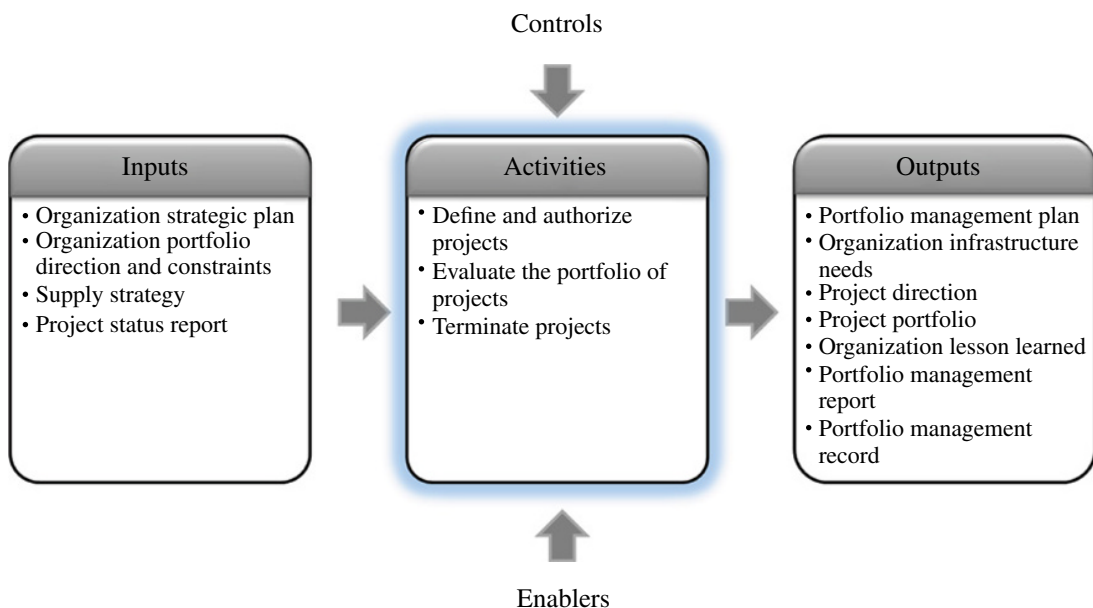 Controls
Inputs
• Organization strategic plan
• Organization portfolio
direction and constraints
• Supply strategy
• Project status report
Activities
• Define and authorize
projects
• Evaluate the portfolio of
projects
• Terminate projects
Outputs
• Portfolio management plan
• Organization infrastructure
needs
• Project direction
• Project portfolio
• Organization lesson learned
• Portfolio management
report
• Portfolio management
record
Enablers